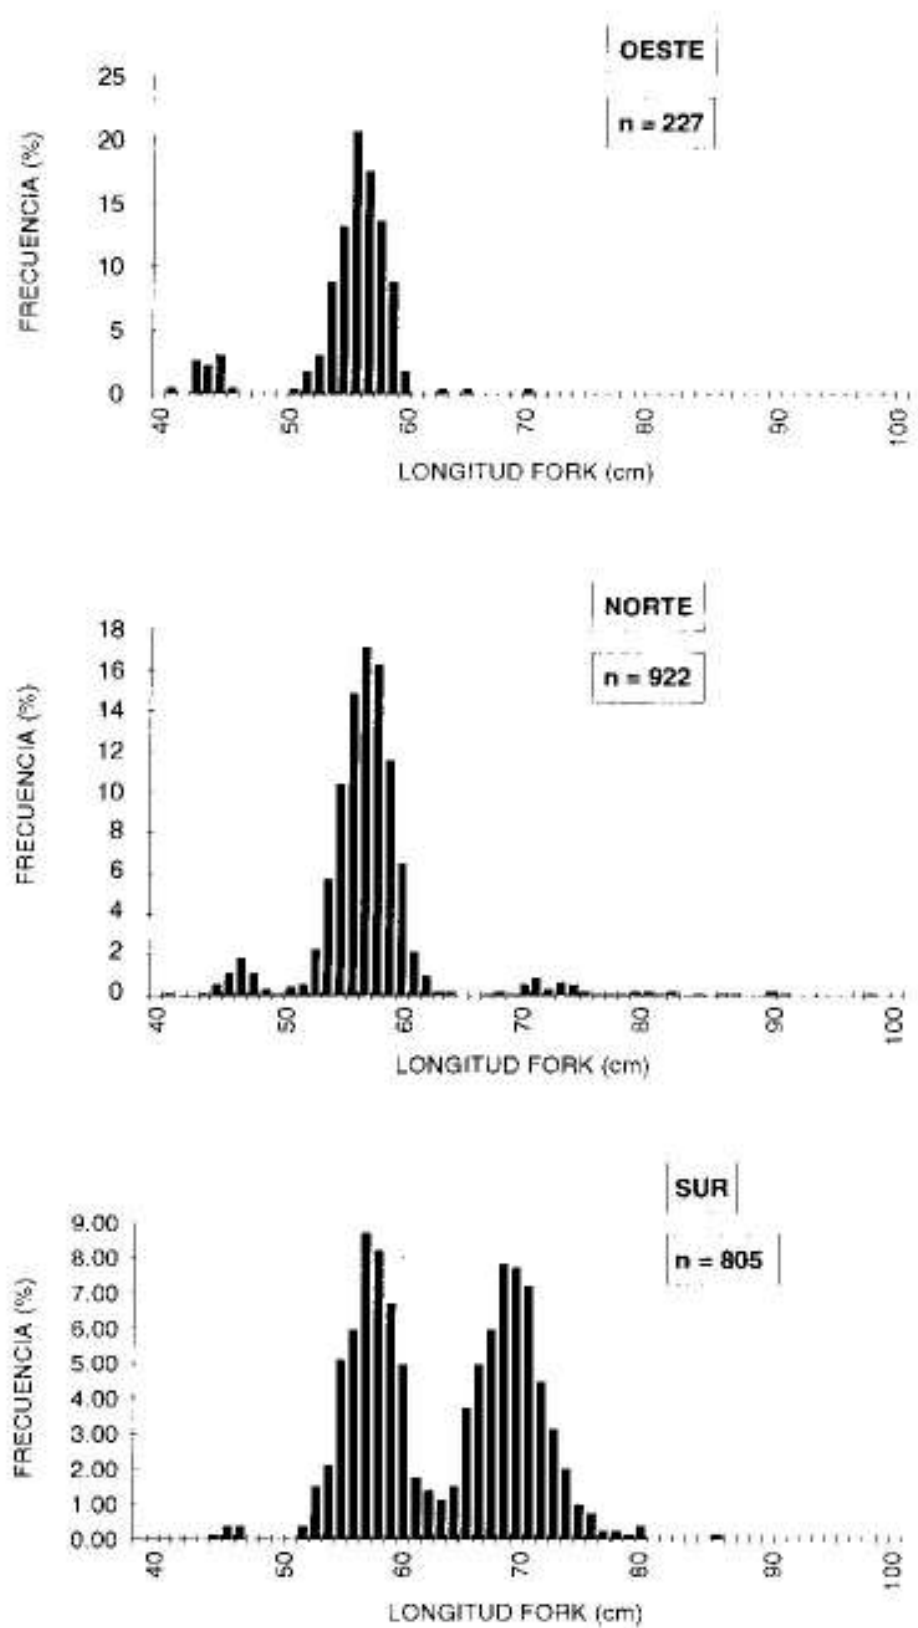 OESTE
n = 227
FRECUENCIA (%)
25
20
15
10
5
0
40 50 60 70 80 90 100
LONGITUD FORK (cm)
NORTE
n = 922
FRECUENCIA (%)
18
16
14
12
10
8
6
4
2
0
40 50 60 70 80 90 100
LONGITUD FORK (cm)
SUR
n = 805
FRECUENCIA (%)
9.00
8.00
7.00
6.00
5.00
4.00
3.00
2.00
1.00
0.00
40 50 60 70 80 90 100
LONGITUD FORK (cm)